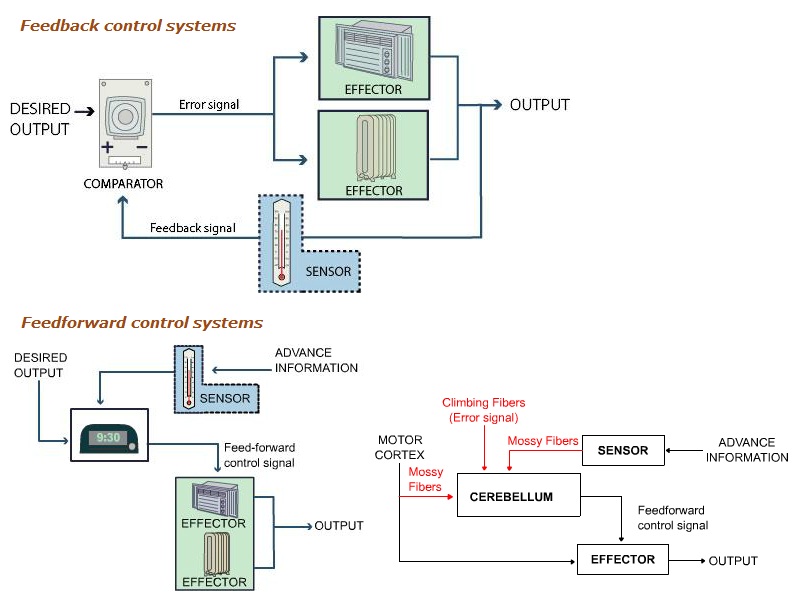 Feedback control systems
DESIRED
OUTPUT
+ −
COMPARATOR
Error signal
EFFECTOR
EFFECTOR
OUTPUT
Feedback signal
SENSOR
Feedforward control systems
DESIRED
OUTPUT
ADVANCE
INFORMATION
SENSOR
9:30
Feed-forward
control signal
EFFECTOR
EFFECTOR
OUTPUT
Climbing Fibers
(Error signal)
MOTOR
CORTEX
Mossy Fibers
SENSOR
ADVANCE
INFORMATION
Mossy
Fibers
CEREBELLUM
Feedforward
control signal
EFFECTOR
OUTPUT